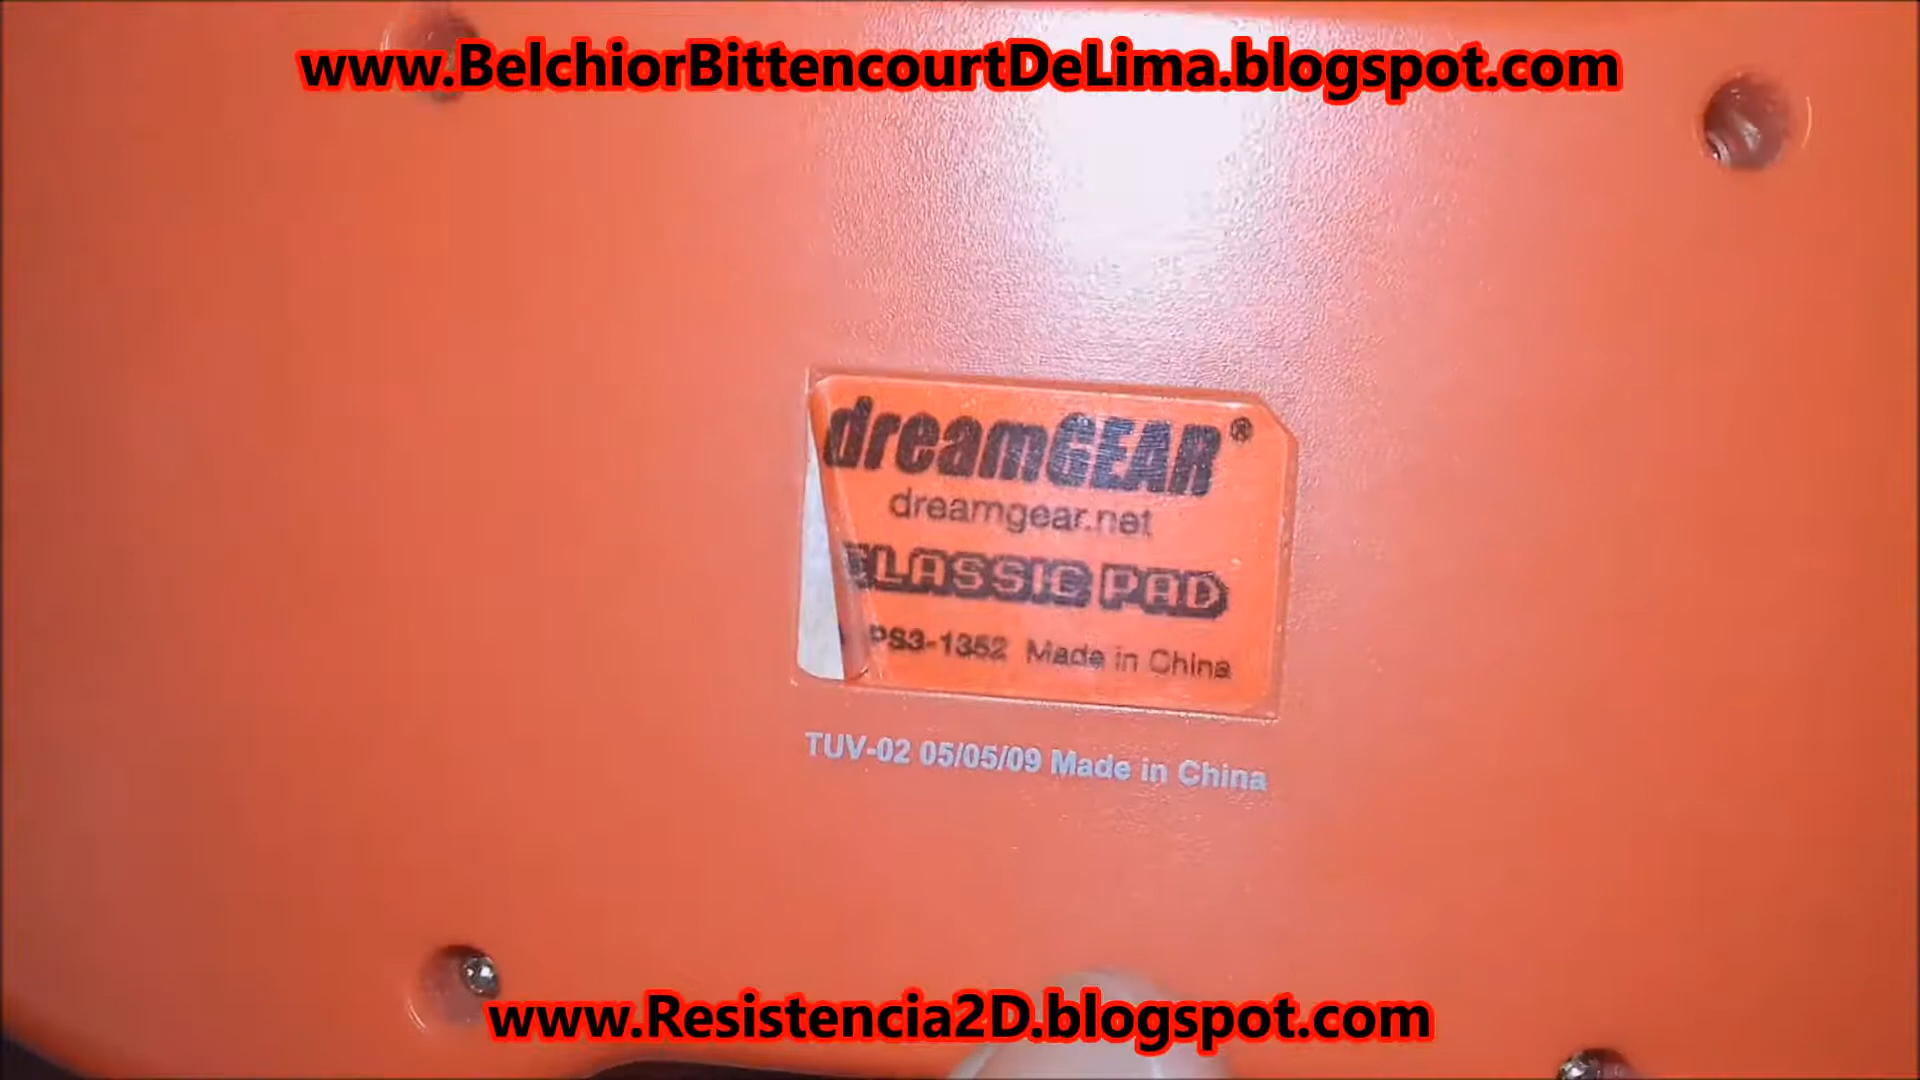 www.BelchiorBittencourtDeLima.blogspot.com
dreamGEAR®
dreamgear.net
CLASSIC PAD
PS3-1352 Made in China
TUV-02 05/05/09 Made in China
www.Resistencia2D.blogspot.com